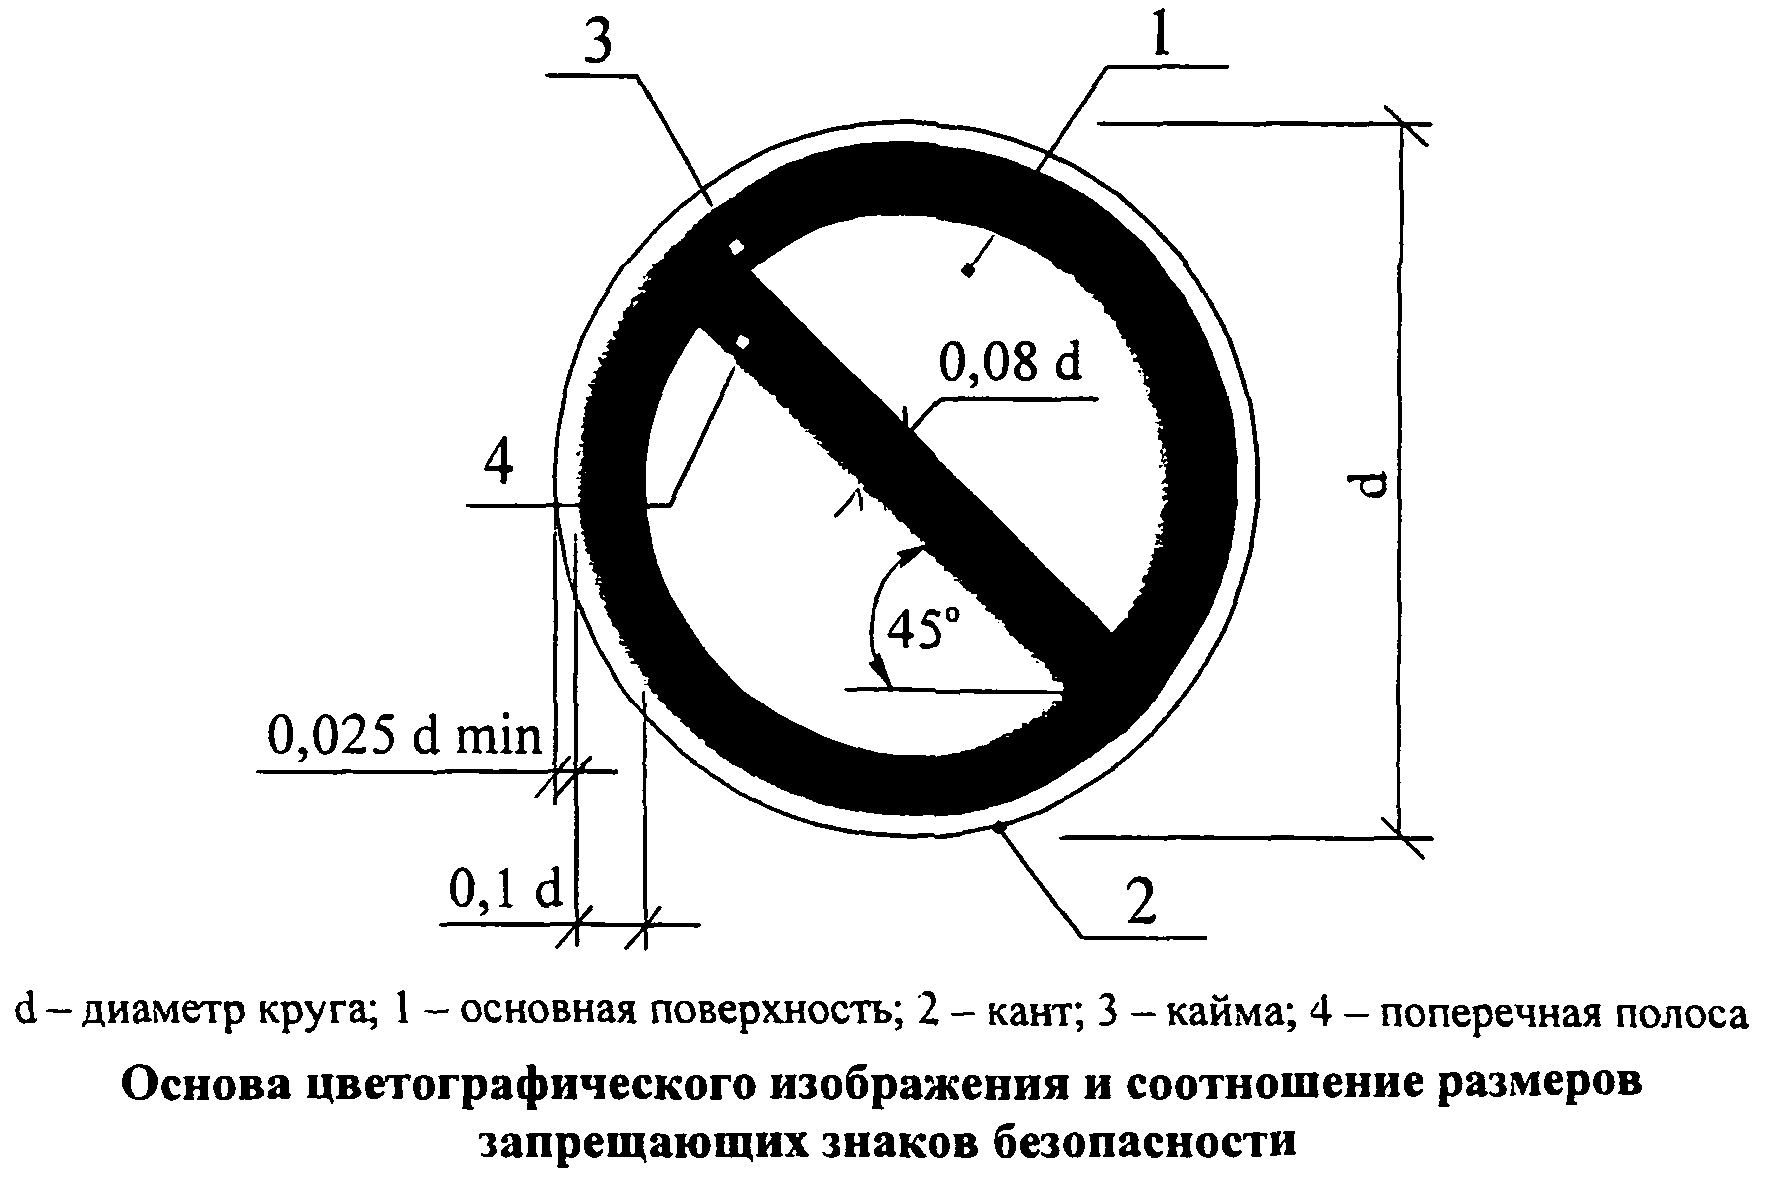 3
1
0,08 d
4
d
45°
0,025 d min
0,1 d
2
d – диаметр круга; 1 – основная поверхность; 2 – кант; 3 – кайма; 4 – поперечная полоса
Основа цветографического изображения и соотношение размеров
запрещающих знаков безопасности